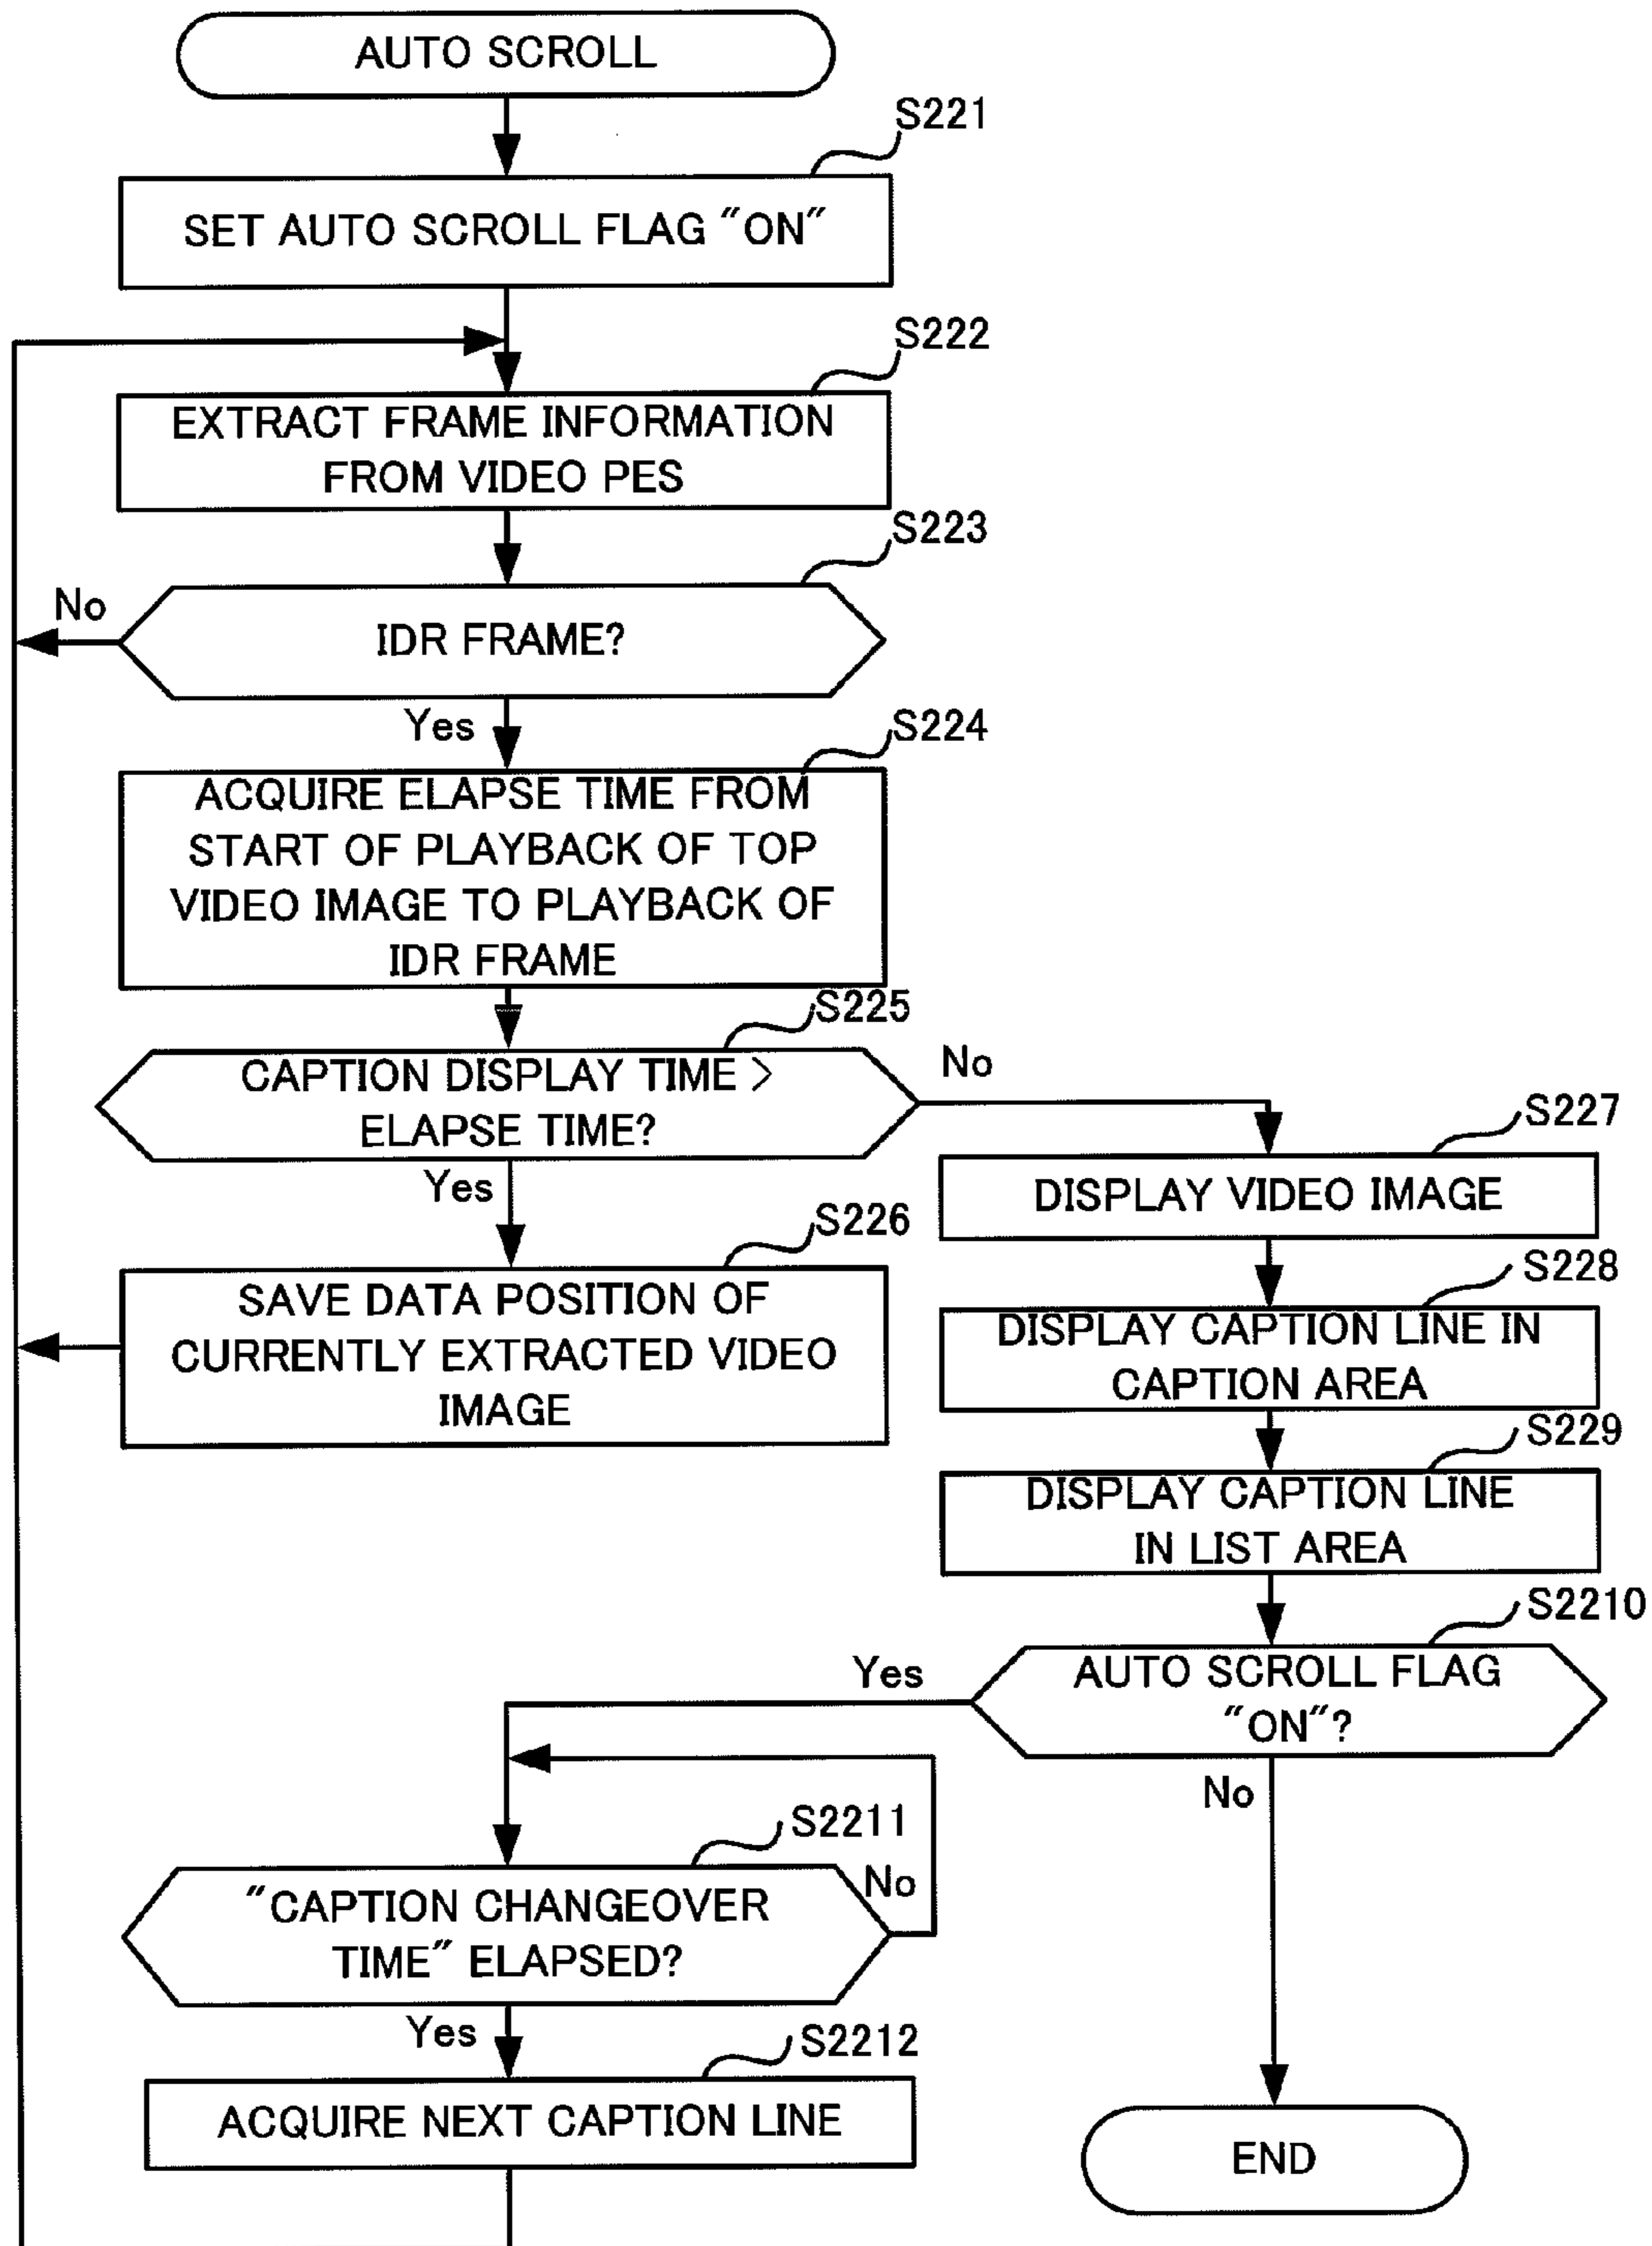 AUTO SCROLL
S221
SET AUTO SCROLL FLAG "ON"
S222
EXTRACT FRAME INFORMATION
FROM VIDEO PES
S223
No
IDR FRAME?
Yes
S224
ACQUIRE ELAPSE TIME FROM
START OF PLAYBACK OF TOP
VIDEO IMAGE TO PLAYBACK OF
IDR FRAME
S225
CAPTION DISPLAY TIME >
ELAPSE TIME?
No
Yes
S226
SAVE DATA POSITION OF
CURRENTLY EXTRACTED VIDEO
IMAGE
S227
DISPLAY VIDEO IMAGE
S228
DISPLAY CAPTION LINE IN
CAPTION AREA
S229
DISPLAY CAPTION LINE
IN LIST AREA
S2210
AUTO SCROLL FLAG
"ON"?
Yes
No
S2211
"CAPTION CHANGEOVER
TIME" ELAPSED?
No
Yes
S2212
ACQUIRE NEXT CAPTION LINE
END